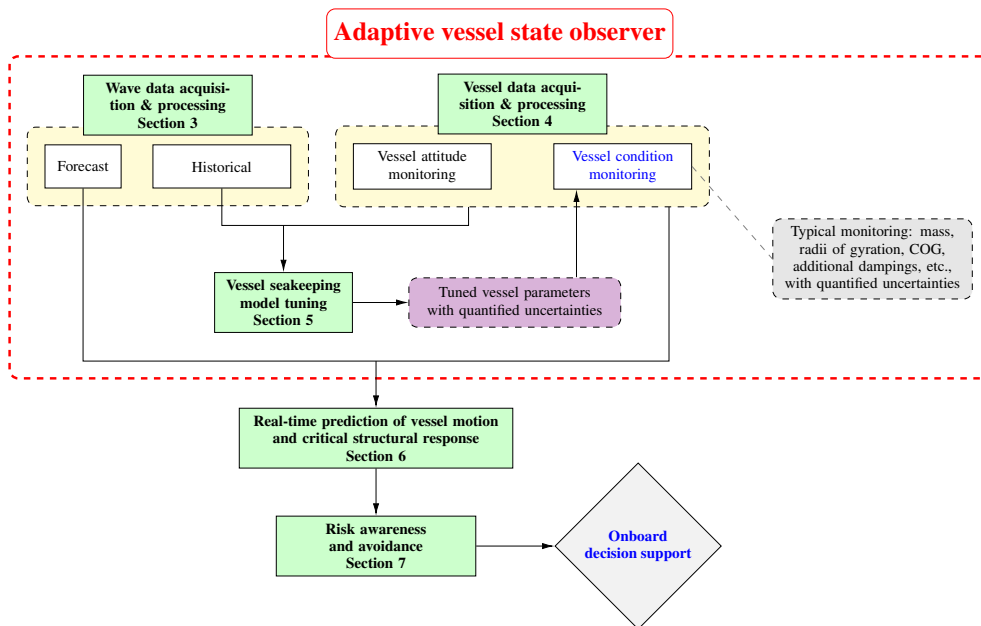 Adaptive vessel state observer
Wave data acquisi-
tion & processing
Section 3
Vessel data acqui-
sition & processing
Section 4
Forecast
Historical
Vessel attitude
monitoring
Vessel condition
monitoring
Typical monitoring: mass,
radii of gyration, COG,
additional dampings, etc.,
with quantified uncertainties
Vessel seakeeping
model tuning
Section 5
Tuned vessel parameters
with quantified uncertainties
Real-time prediction of vessel motion
and critical structural response
Section 6
Risk awareness
and avoidance
Section 7
Onboard
decision support